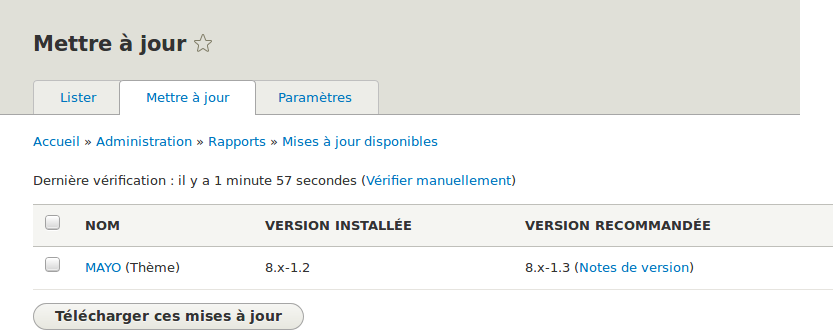 Mettre à jour
Lister Mettre à jour Paramètres
Accueil » Administration » Rapports » Mises à jour disponibles
Dernière vérification : il y a 1 minute 57 secondes (Vérifier manuellement)
NOM VERSION INSTALLÉE VERSION RECOMMANDÉE
MAYO (Thème) 8.x-1.2 8.x-1.3 (Notes de version)
Télécharger ces mises à jour